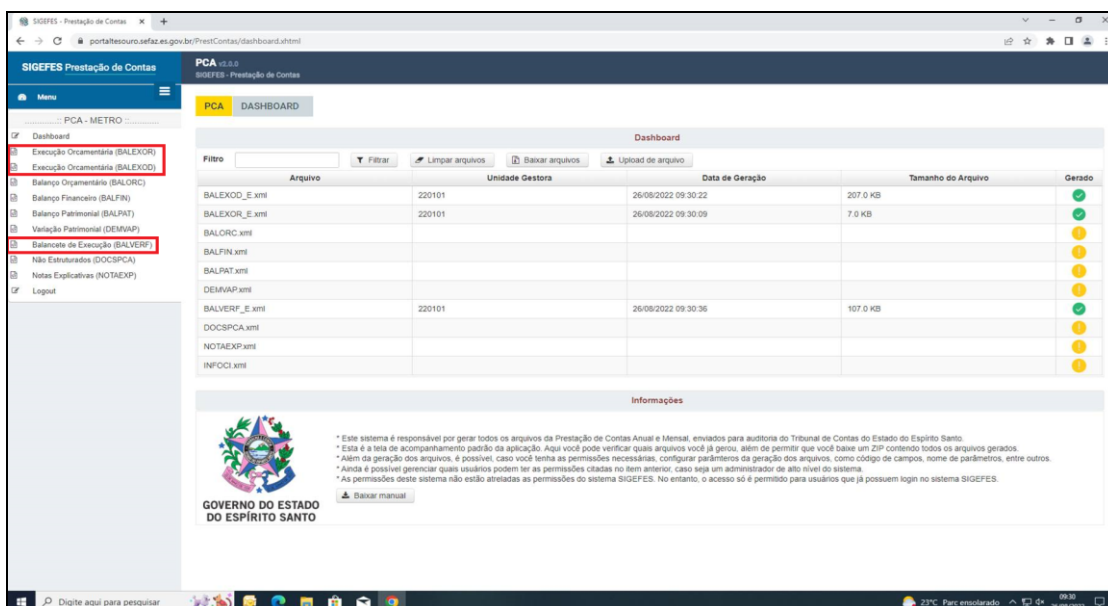 SIGEFES - Prestação de Contas
portaltesouro.sefaz.es.gov.br/PrestContas/dashboard.xhtml
SIGEFES Prestação de Contas
PCA v2.0.0
SIGEFES - Prestação de Contas
Menu
.............:: PCA - METRO ::.............
Dashboard
Execução Orcamentária (BALEXOR)
Execução Orcamentária (BALEXOD)
Balanço Orçamentário (BALORC)
Balanço Financeiro (BALFIN)
Balanço Patrimonial (BALPAT)
Variação Patrimonial (DEMVAP)
Balancete de Execução (BALVERF)
Não Estruturados (DOCSPCA)
Notas Explicativas (NOTAEXP)
Logout
PCA DASHBOARD
Dashboard
Filtro Filtrar Limpar arquivos Baixar arquivos Upload de arquivo
Arquivo Unidade Gestora Data de Geração Tamanho do Arquivo Gerado
BALEXOD_E.xml 220101 26/08/2022 09:30:22 207.0 KB
BALEXOR_E.xml 220101 26/08/2022 09:30:09 7.0 KB
BALORC.xml
BALFIN.xml
BALPAT.xml
DEMVAP.xml
BALVERF_E.xml 220101 26/08/2022 09:30:36 107.0 KB
DOCSPCA.xml
NOTAEXP.xml
INFOCI.xml
Informações
* Este sistema é responsável por gerar todos os arquivos da Prestação de Contas Anual e Mensal, enviados para auditoria do Tribunal de Contas do Estado do Espírito Santo.
* Esta é a tela de acompanhamento padrão da aplicação. Aqui você pode verificar quais arquivos você já gerou, além de permitir que você baixe um ZIP contendo todos os arquivos gerados.
* Além da geração dos arquivos, é possível, caso você tenha as permissões necessárias, configurar parâmteros da geração dos arquivos, como código de campos, nome de parâmetros, entre outros.
* Ainda é possível gerenciar quais usuários podem ter as permissões citadas no item anterior, caso seja um administrador de alto nível do sistema.
* As permissões deste sistema não estão atreladas as permissões do sistema SIGEFES. No entanto, o acesso só é permitido para usuários que já possuem login no sistema SIGEFES.
Baixar manual
GOVERNO DO ESTADO
DO ESPÍRITO SANTO
Digite aqui para pesquisar
23°C Parc ensolarado
09:30